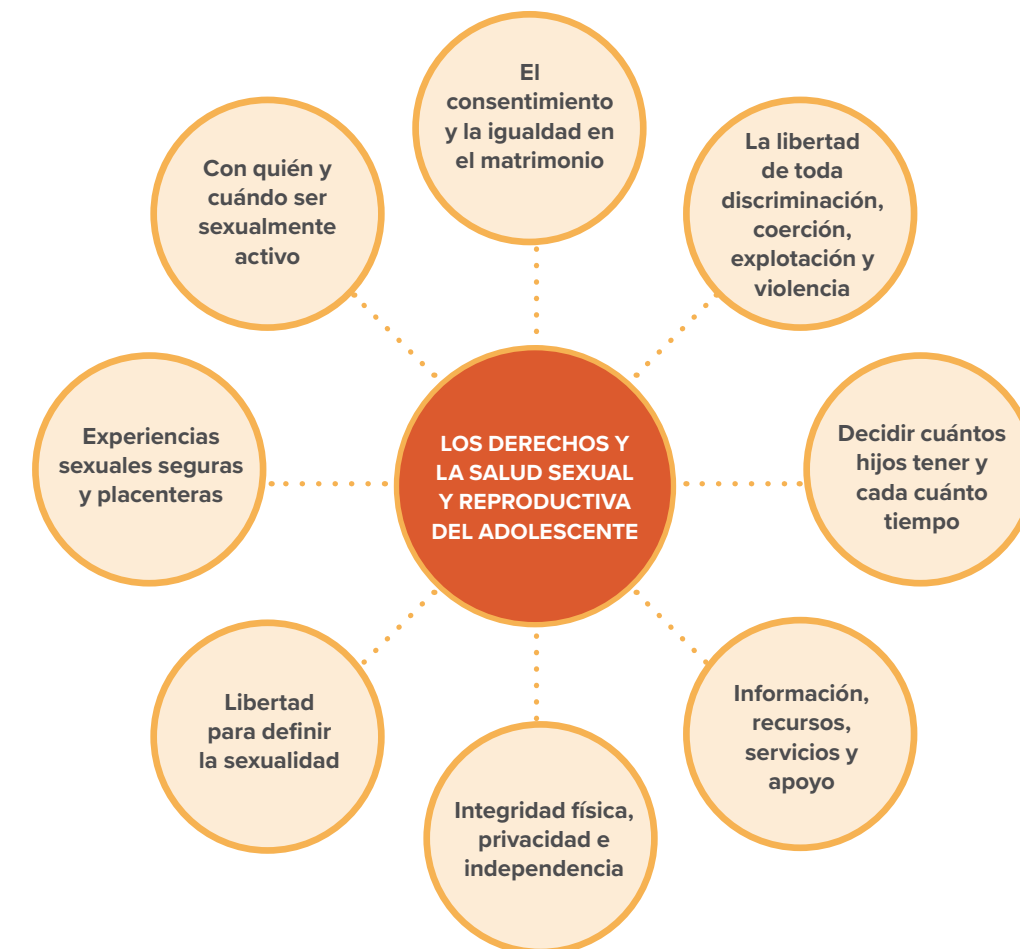 El
consentimiento
y la igualdad en
el matrimonio
La libertad
de toda
discriminación,
coerción,
explotación y
violencia
Decidir cuántos
hijos tener y
cada cuánto
tiempo
Información,
recursos,
servicios y
apoyo
Integridad física,
privacidad e
independencia
Libertad
para definir
la sexualidad
Experiencias
sexuales seguras
y placenteras
Con quién y
cuándo ser
sexualmente
activo
LOS DERECHOS Y
LA SALUD SEXUAL
Y REPRODUCTIVA
DEL ADOLESCENTE